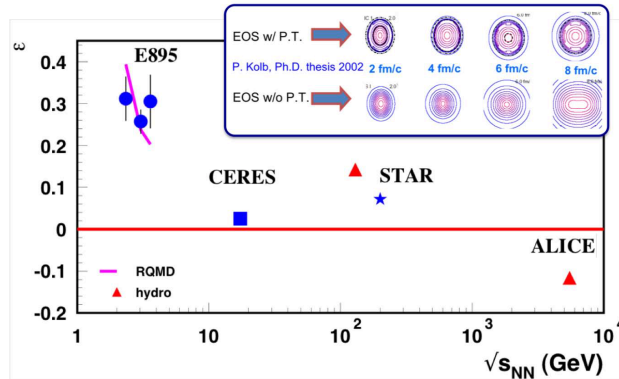 ε
0.4
0.3
0.2
0.1
0
-0.1
-0.2
E895
EOS w/ P.T.
P. Kolb, Ph.D. thesis 2002 2 fm/c 4 fm/c 6 fm/c 8 fm/c
EOS w/o P.T.
CERES
STAR
ALICE
RQMD
hydro
1 10 10² 10³ 10⁴
√sNN (GeV)